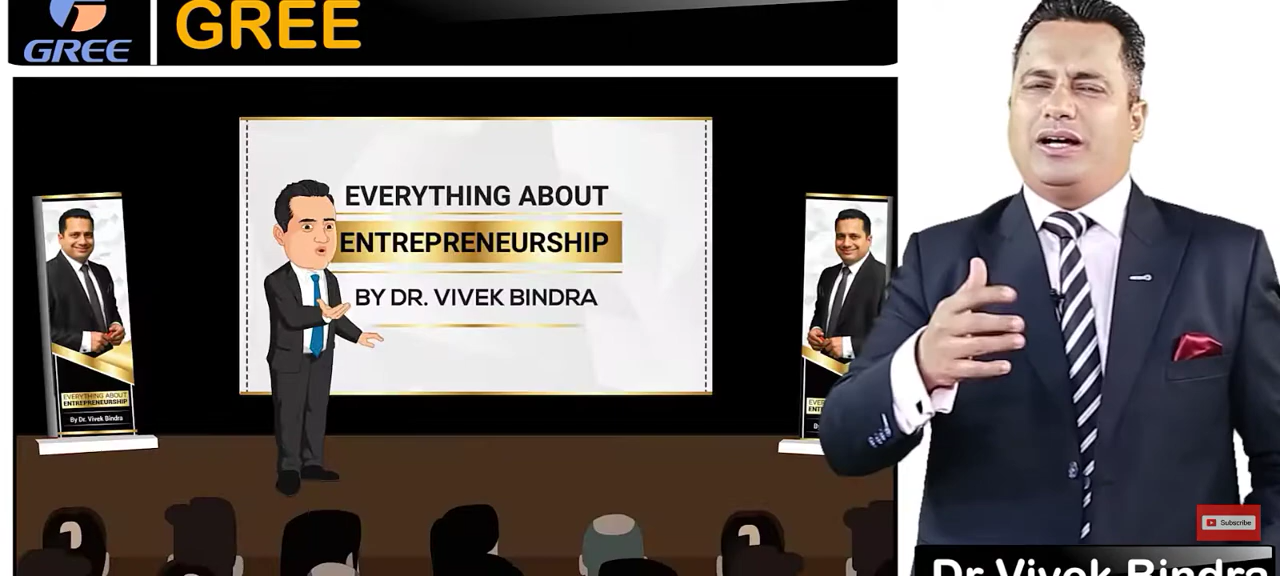 GREE
GREE
EVERYTHING ABOUT
ENTREPRENEURSHIP
BY DR. VIVEK BINDRA
EVERYTHING ABOUT
ENTREPRENEURSHIP
By Dr. Vivek Bindra
Subscribe
Dr Vivek Bindra